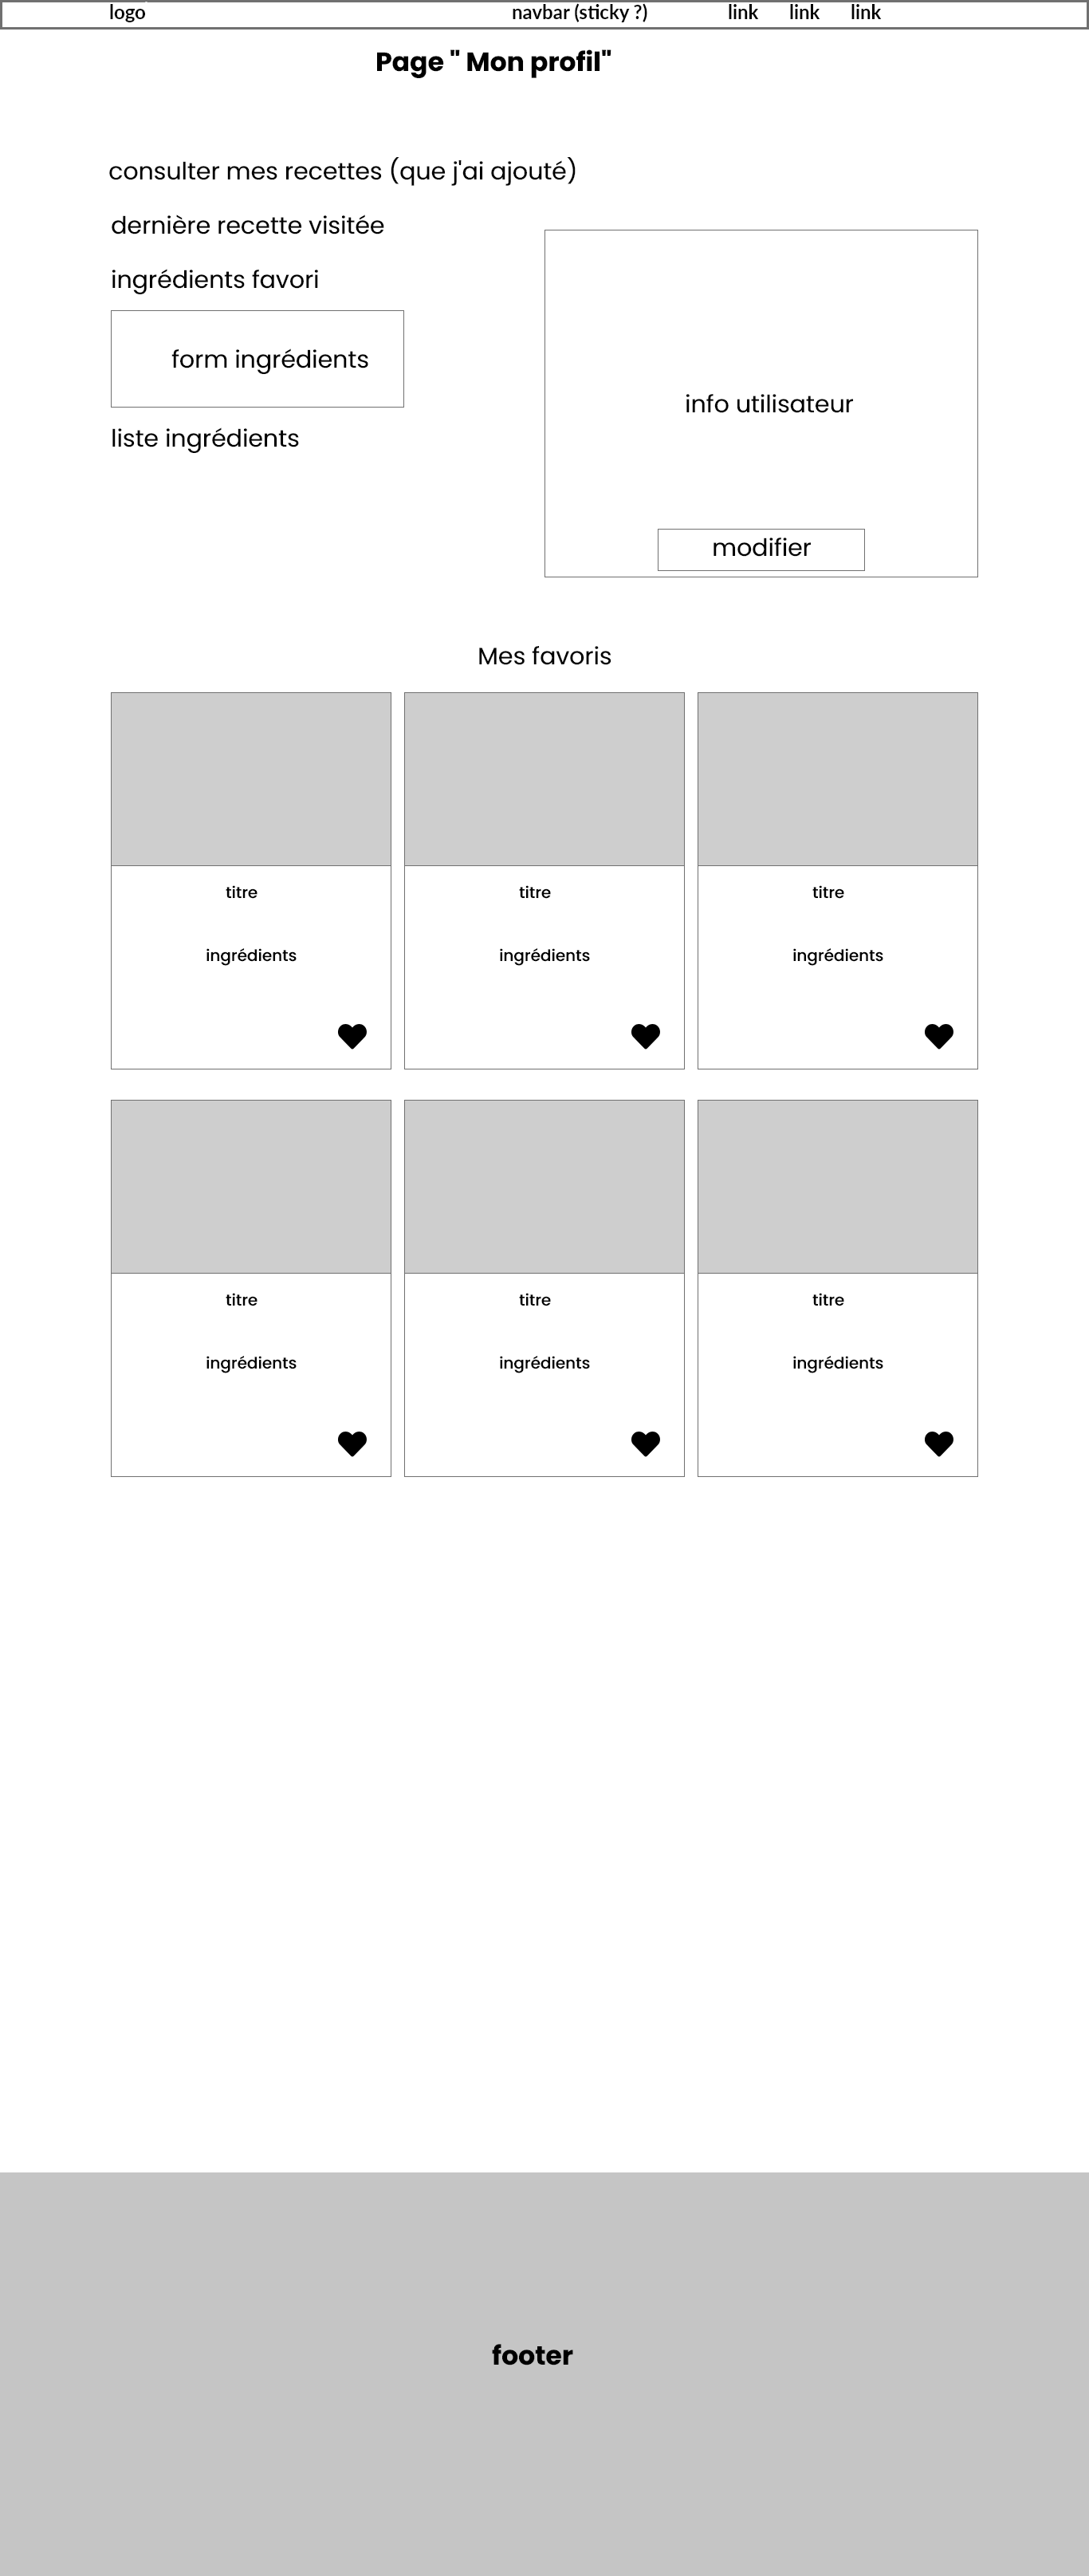 logo navbar (sticky ?) link link link
Page " Mon profil"
consulter mes recettes (que j'ai ajouté)
dernière recette visitée
ingrédients favori
form ingrédients
liste ingrédients
info utilisateur
modifier
Mes favoris
titre titre titre
ingrédients ingrédients ingrédients
titre titre titre
ingrédients ingrédients ingrédients
footer